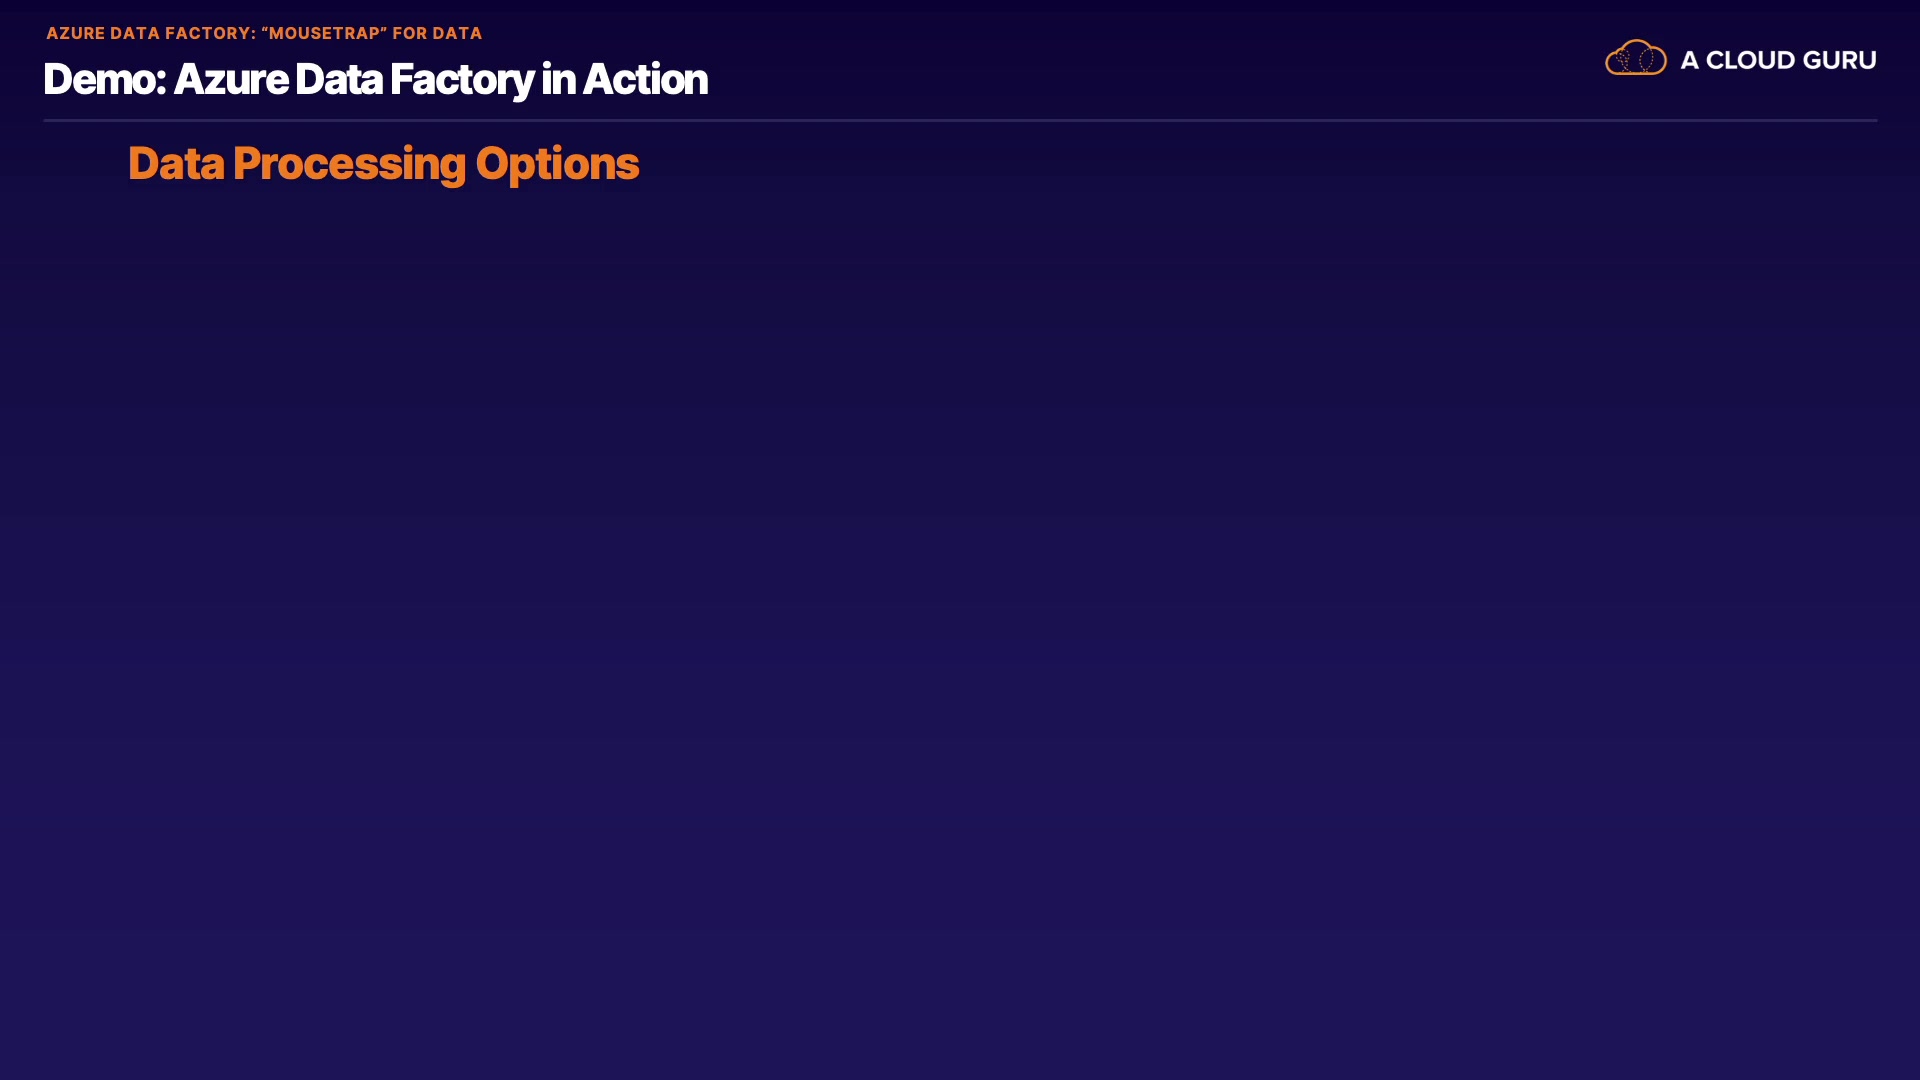 AZURE DATA FACTORY: “MOUSETRAP” FOR DATA
Demo: Azure Data Factory in Action
A CLOUD GURU
Data Processing Options